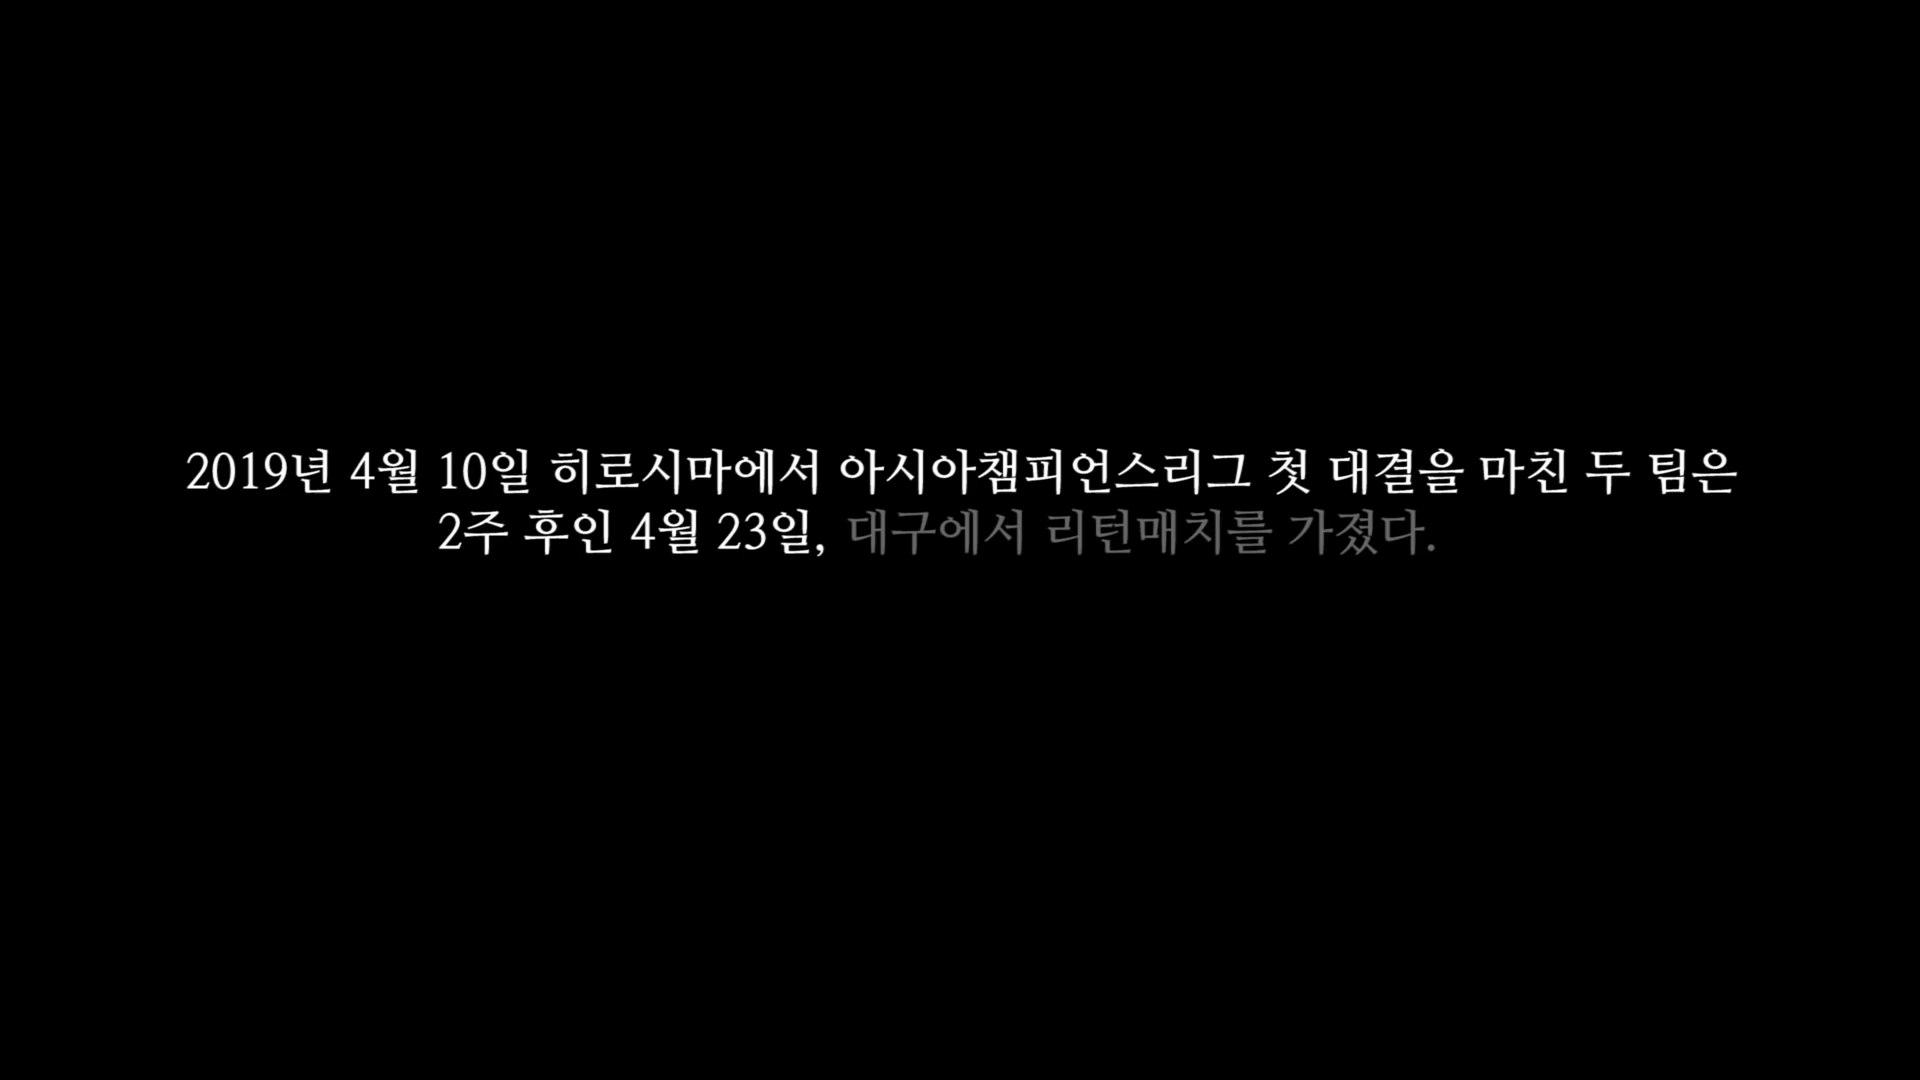 2019년 4월 10일 히로시마에서 아시아챔피언스리그 첫 대결을 마친 두 팀은
2주 후인 4월 23일, 대구에서 리턴매치를 가졌다.